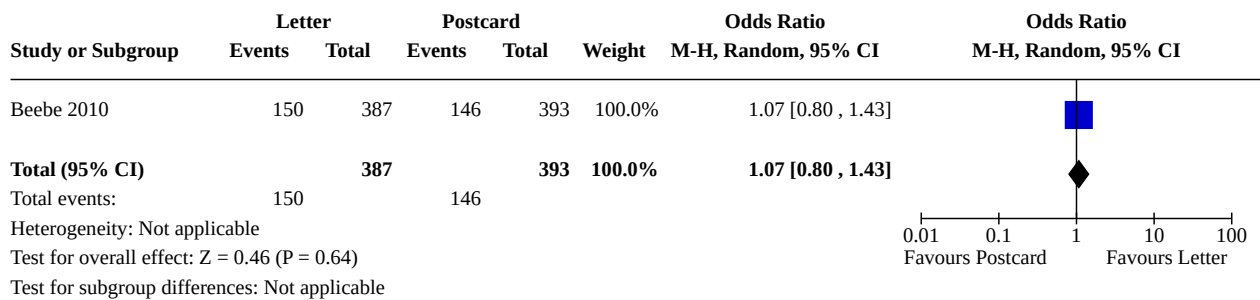 Letter Postcard Odds Ratio Odds Ratio
Study or Subgroup Events Total Events Total Weight M-H, Random, 95% CI M-H, Random, 95% CI
Beebe 2010 150 387 146 393 100.0% 1.07 [0.80 , 1.43]
Total (95% CI) 387 393 100.0% 1.07 [0.80 , 1.43]
Total events: 150 146
Heterogeneity: Not applicable
0.01 0.1 1 10 100
Test for overall effect: Z = 0.46 (P = 0.64) Favours Postcard Favours Letter
Test for subgroup differences: Not applicable